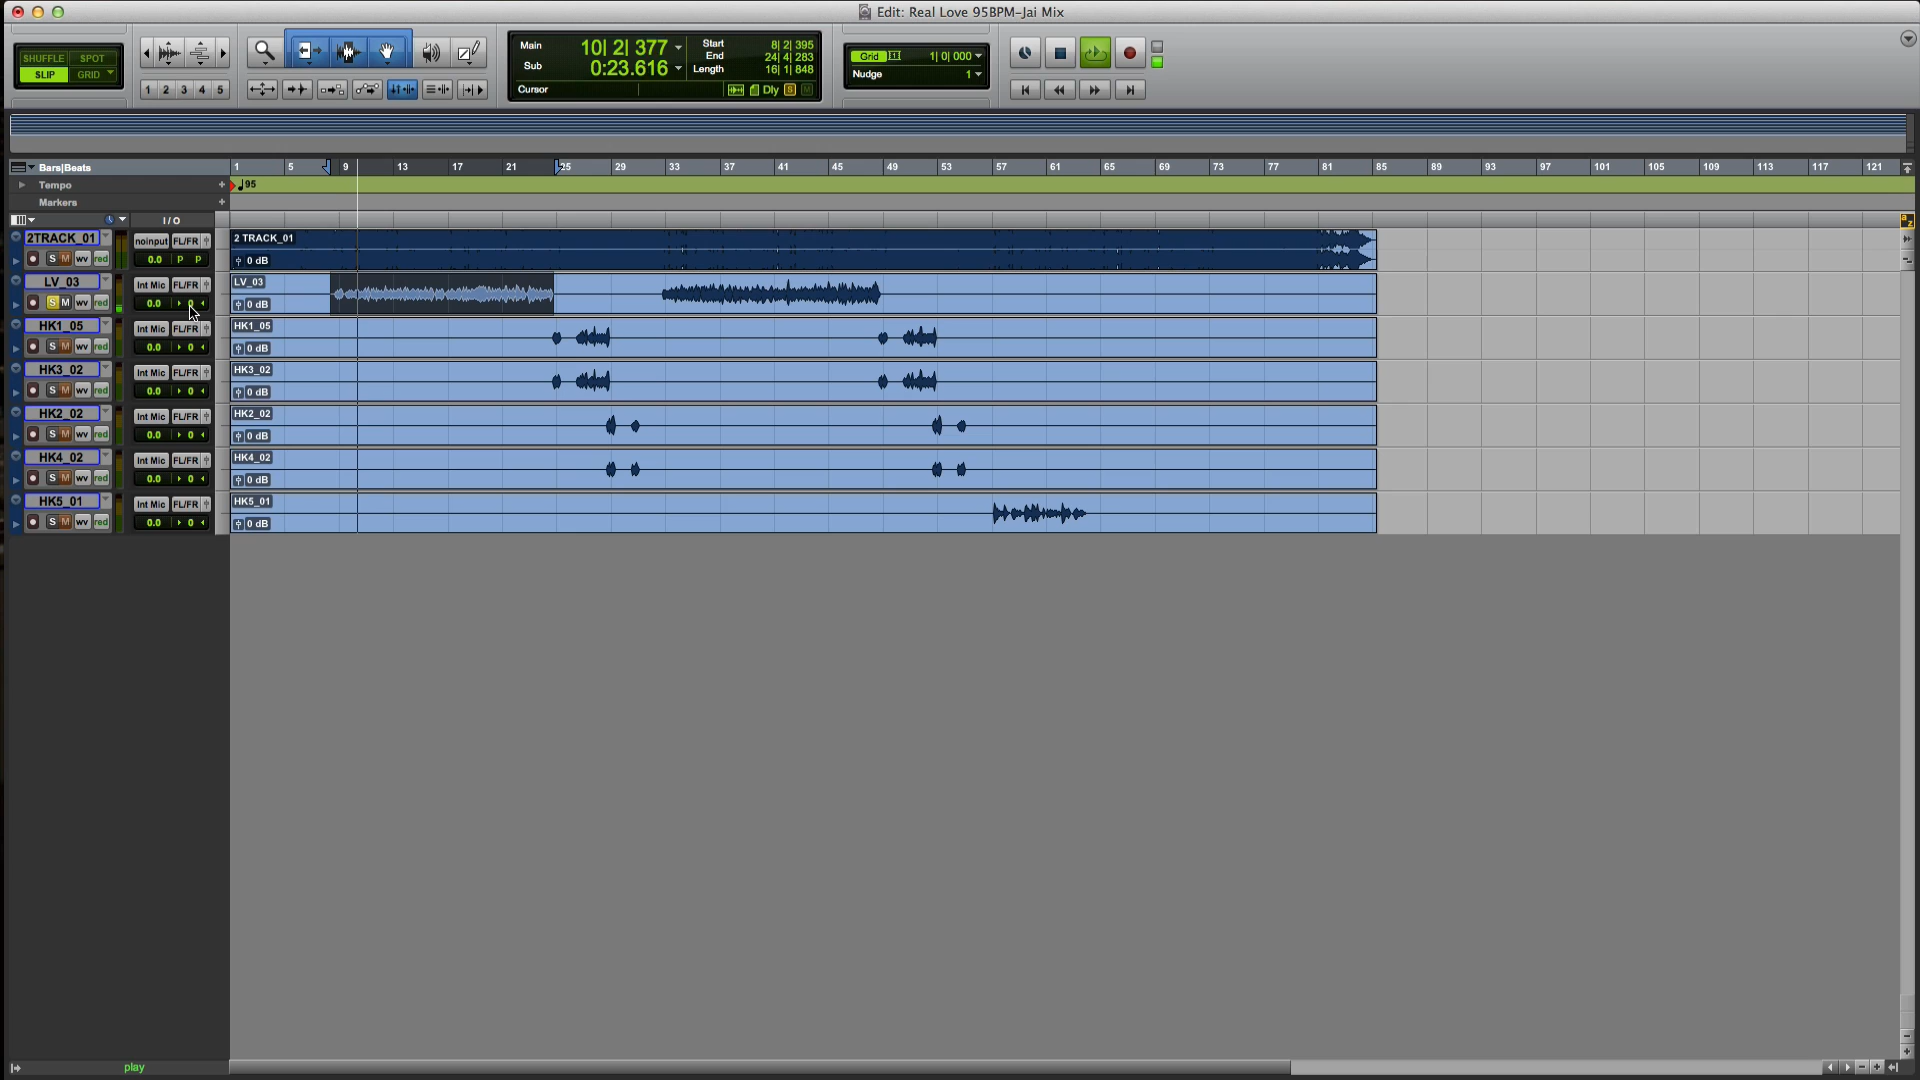 Edit: Real Love 95BPM-Jai Mix
SHUFFLE SPOT
SLIP GRID
1 2 3 4 5
Main 10| 2| 377
Sub 0:23.616
Start 8| 2| 395
End 24| 4| 283
Length 16| 1| 848
Cursor
Dly S M
Grid 1| 0| 000
Nudge 1
Bars|Beats 1 5 9 13 17 21 25 29 33 37 41 45 49 53 57 61 65 69 73 77 81 85 89 93 97 101 105 109 113 117 121
Tempo + 95
Markers +
I / O
a z
2TRACK_01 noinput FL/FR 2 TRACK_01
S M wv red 0.0 P P 0 dB
LV_03 Int Mic FL/FR LV_03
S M wv red 0.0 0 0 dB
HK1_05 Int Mic FL/FR HK1_05
S M wv red 0.0 0 0 dB
HK3_02 Int Mic FL/FR HK3_02
S M wv red 0.0 0 0 dB
HK2_02 Int Mic FL/FR HK2_02
S M wv red 0.0 0 0 dB
HK4_02 Int Mic FL/FR HK4_02
S M wv red 0.0 0 0 dB
HK5_01 Int Mic FL/FR HK5_01
S M wv red 0.0 0 0 dB
play